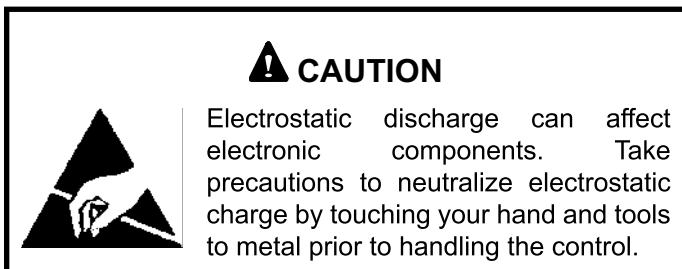 CAUTION
Electrostatic discharge can affect
electronic components. Take
precautions to neutralize electrostatic
charge by touching your hand and tools
to metal prior to handling the control.